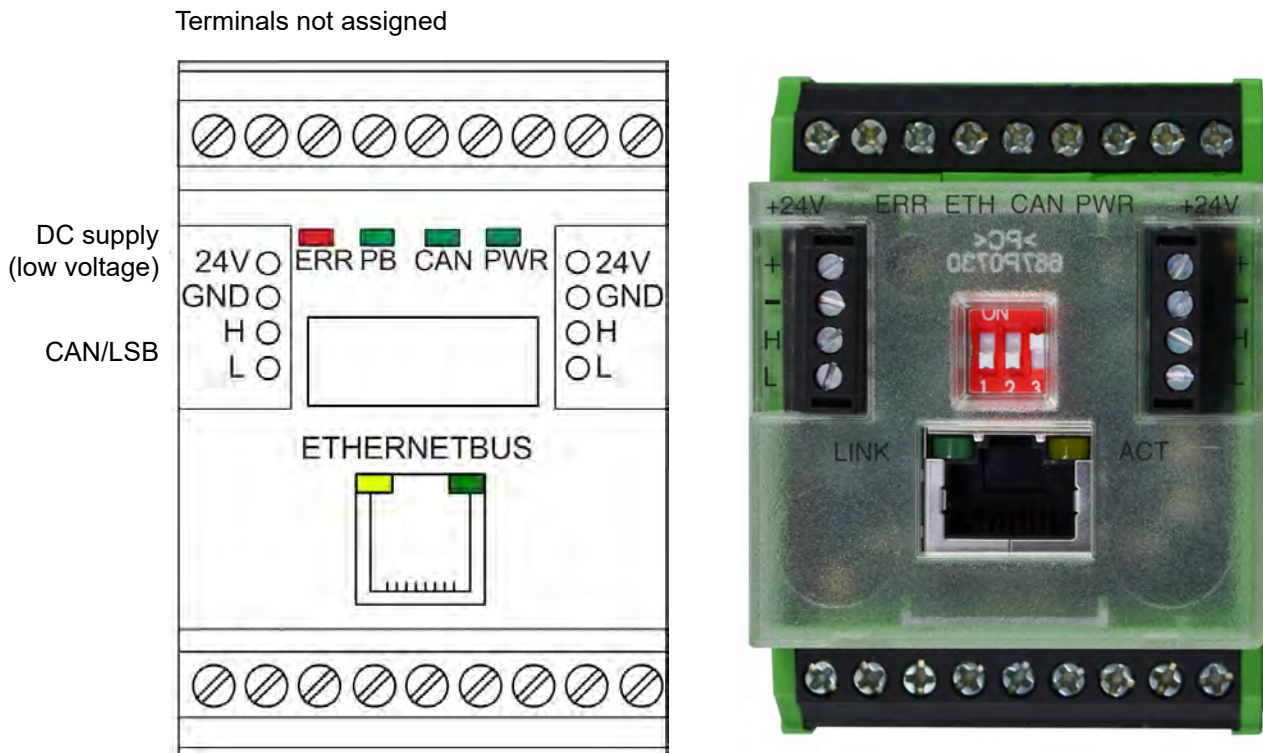 Terminals not assigned
DC supply
(low voltage)
CAN/LSB
24V
GND
H
L
ERR PB CAN PWR
24V
GND
H
L
ETHERNETBUS
+24V ERR ETH CAN PWR +24V
>PC<
667P0730
+
-
H
L
ON
1 2 3
+
-
H
L
LINK
ACT